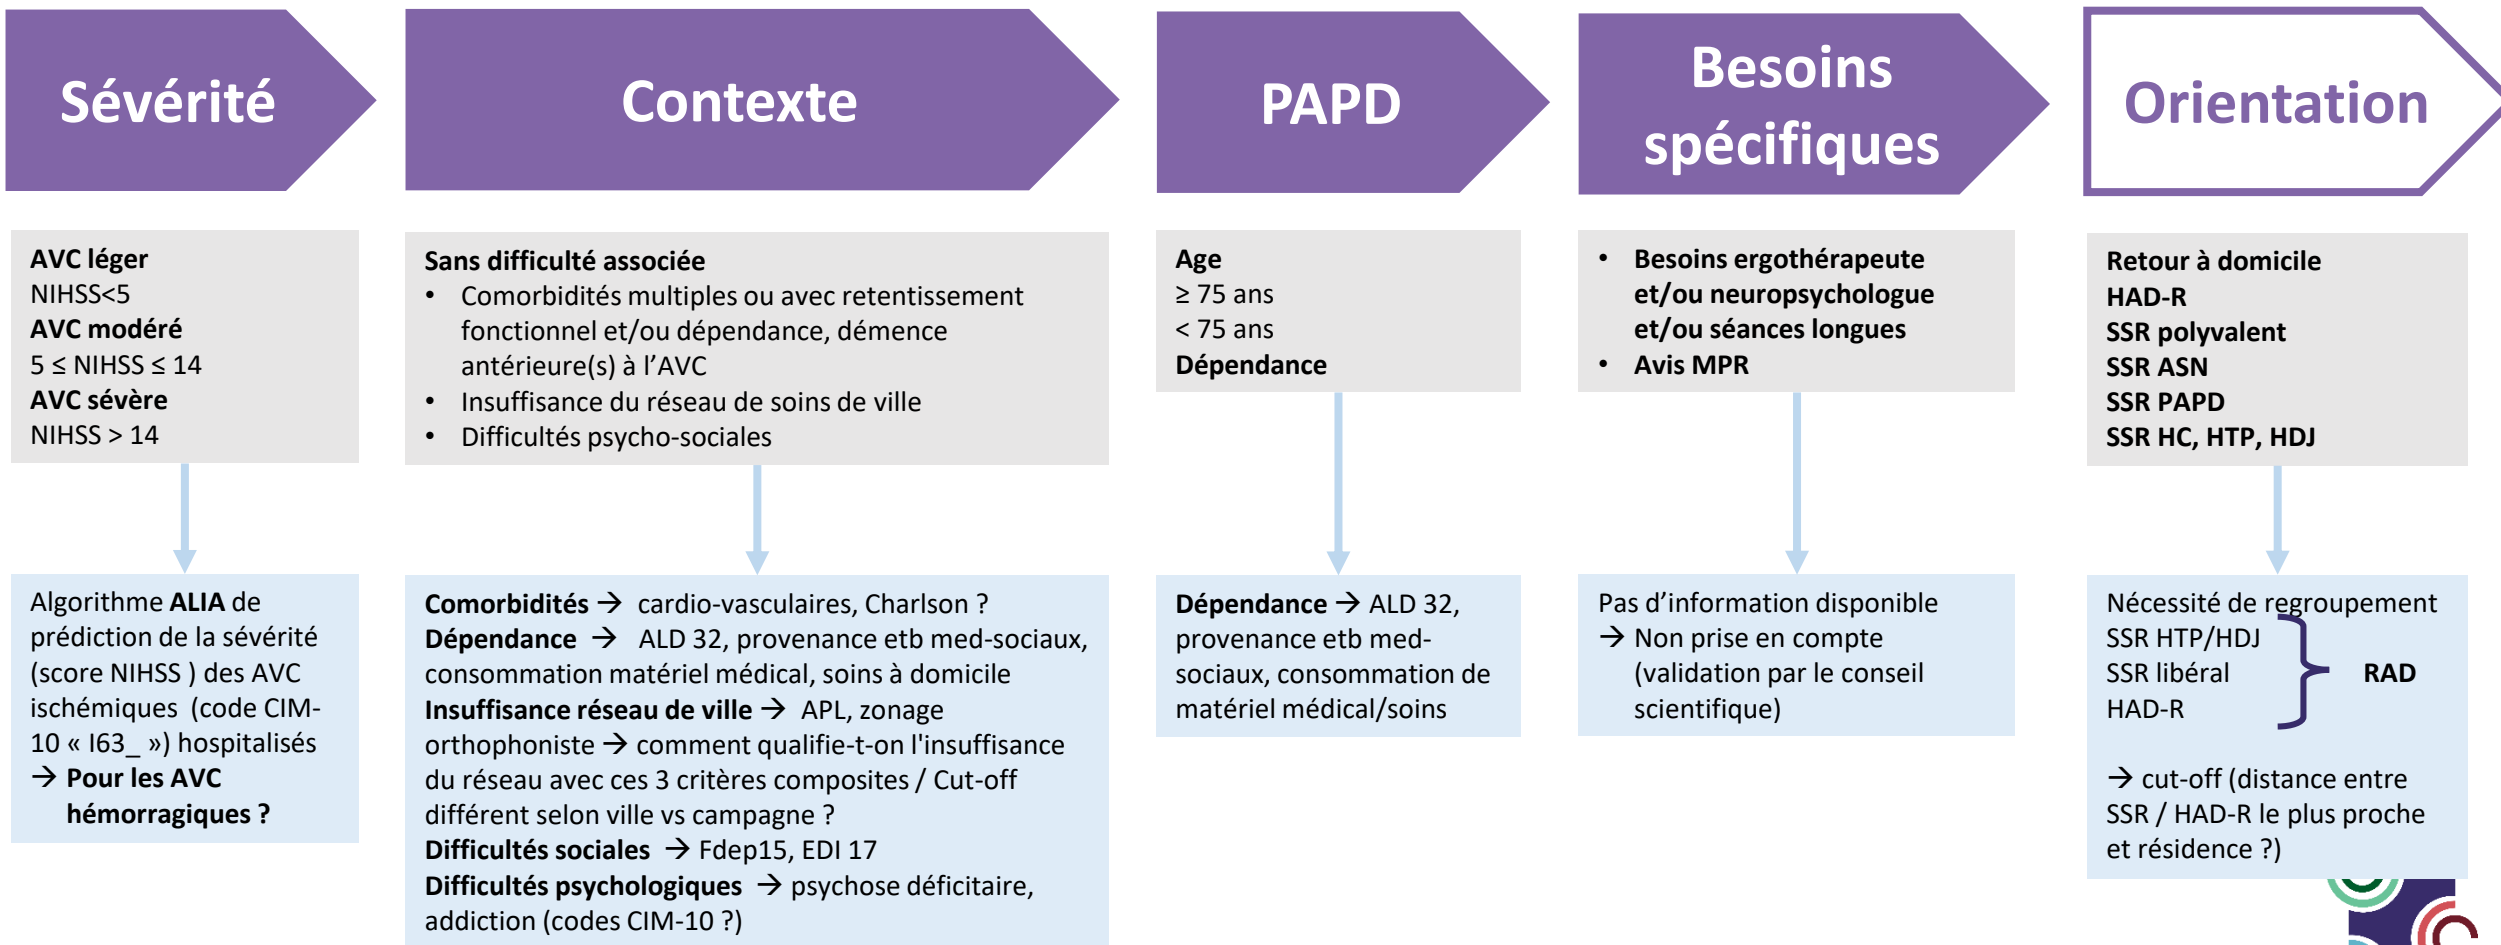 Sévérité
Contexte
PAPD
Besoins
spécifiques
Orientation
AVC léger
NIHSS<5
AVC modéré
5 ≤ NIHSS ≤ 14
AVC sévère
NIHSS > 14
Sans difficulté associée
• Comorbidités multiples ou avec retentissement
fonctionnel et/ou dépendance, démence
antérieure(s) à l’AVC
• Insuffisance du réseau de soins de ville
• Difficultés psycho-sociales
Age
≥ 75 ans
< 75 ans
Dépendance
• Besoins ergothérapeute
et/ou neuropsychologue
et/ou séances longues
• Avis MPR
Retour à domicile
HAD-R
SSR polyvalent
SSR ASN
SSR PAPD
SSR HC, HTP, HDJ
Algorithme ALIA de
prédiction de la sévérité
(score NIHSS ) des AVC
ischémiques (code CIM-
10 « I63_ ») hospitalisés
→ Pour les AVC
hémorragiques ?
Comorbidités → cardio-vasculaires, Charlson ?
Dépendance → ALD 32, provenance etb med-sociaux,
consommation matériel médical, soins à domicile
Insuffisance réseau de ville → APL, zonage
orthophoniste → comment qualifie-t-on l'insuffisance
du réseau avec ces 3 critères composites / Cut-off
différent selon ville vs campagne ?
Difficultés sociales → Fdep15, EDI 17
Difficultés psychologiques → psychose déficitaire,
addiction (codes CIM-10 ?)
Dépendance → ALD 32,
provenance etb med-
sociaux, consommation de
matériel médical/soins
Pas d’information disponible
→ Non prise en compte
(validation par le conseil
scientifique)
Nécessité de regroupement
SSR HTP/HDJ
SSR libéral
HAD-R
RAD
→ cut-off (distance entre
SSR / HAD-R le plus proche
et résidence ?)